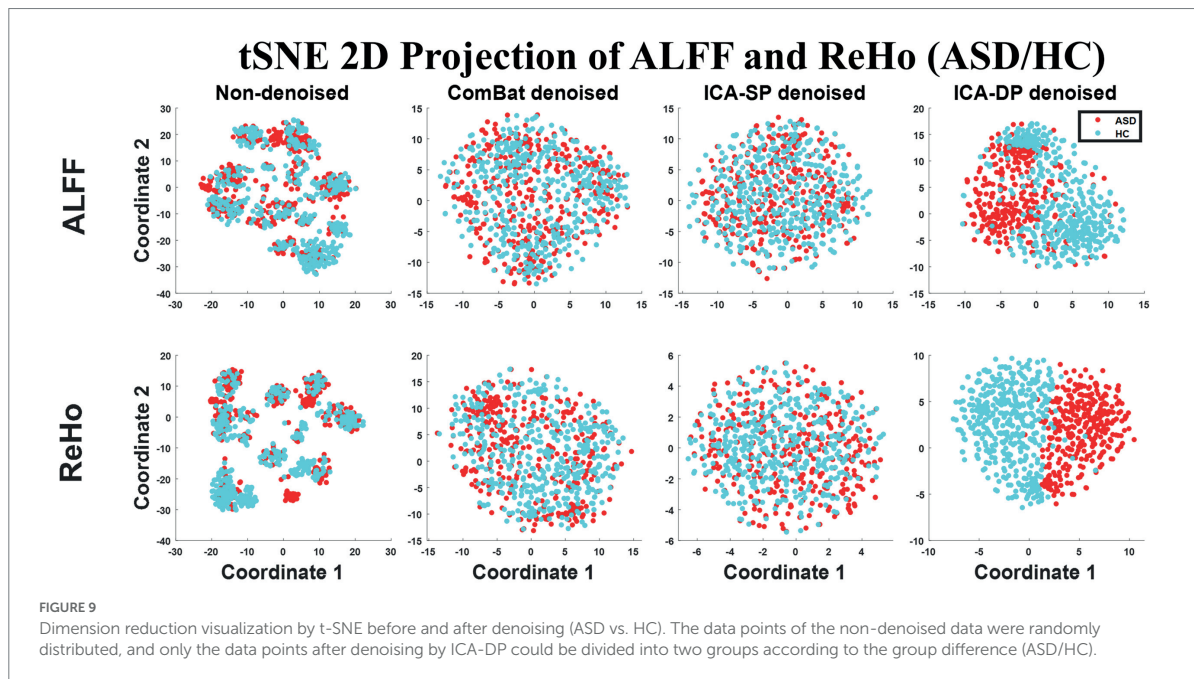 tSNE 2D Projection of ALFF and ReHo (ASD/HC)
Non-denoised ComBat denoised ICA-SP denoised ICA-DP denoised
ALFF
Coordinate 2
30
20
10
0
-10
-20
-30
-40
-30 -20 -10 0 10 20 30
15
10
5
0
-5
-10
-15
-15 -10 -5 0 5 10 15
15
10
5
0
-5
-10
-15
-15 -10 -5 0 5 10 15
20
15
10
5
0
-5
-10
-15
-15 -10 -5 0 5 10 15
ASD
HC
ReHo
Coordinate 2
20
10
0
-10
-20
-30
-40
-30 -20 -10 0 10 20 30
Coordinate 1
20
15
10
5
0
-5
-10
-15
-15 -10 -5 0 5 10 15
Coordinate 1
6
4
2
0
-2
-4
-6
-6 -4 -2 0 2 4
Coordinate 1
10
5
0
-5
-10
-10 -5 0 5 10
Coordinate 1
FIGURE 9
Dimension reduction visualization by t-SNE before and after denoising (ASD vs. HC). The data points of the non-denoised data were randomly
distributed, and only the data points after denoising by ICA-DP could be divided into two groups according to the group difference (ASD/HC).